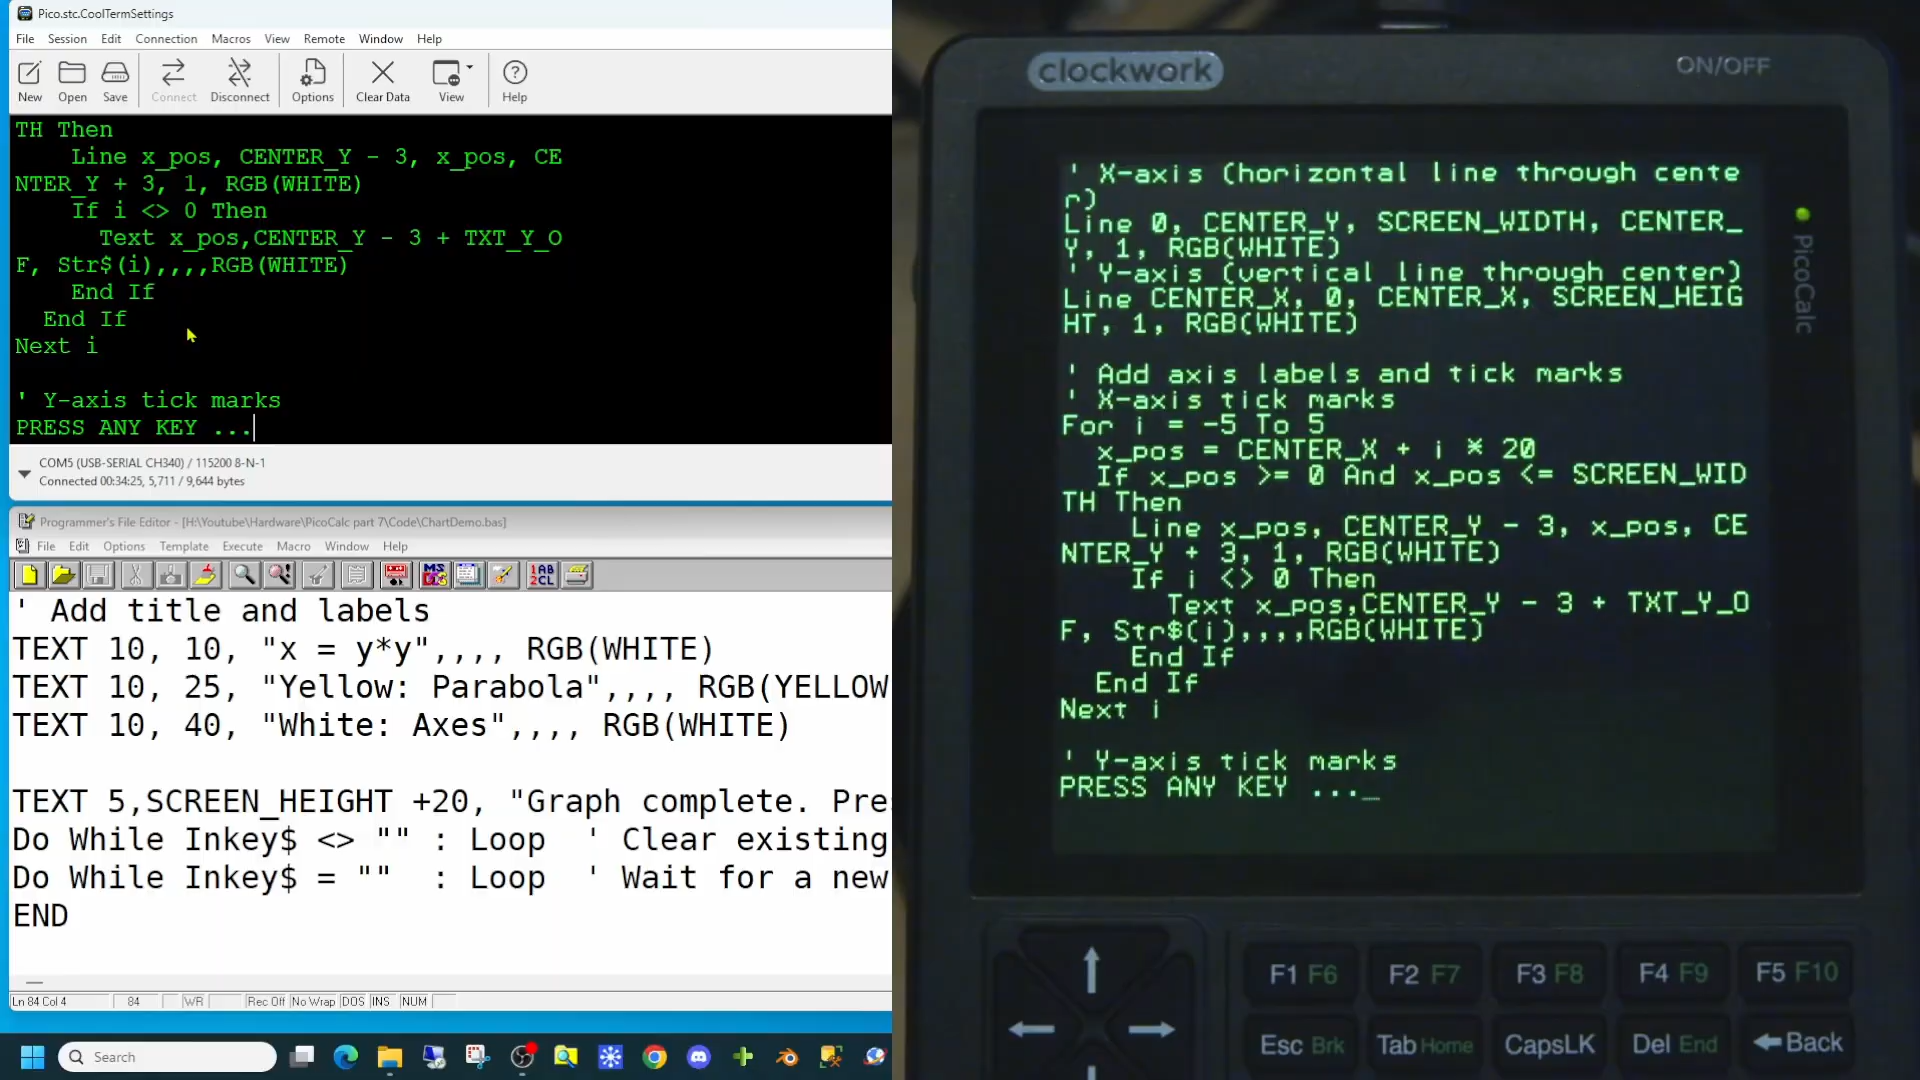 Pico.stc.CoolTermSettings
File Session Edit Connection Macros View Remote Window Help
New Open Save Connect Disconnect Options Clear Data View Help
TH Then
Line x_pos, CENTER_Y - 3, x_pos, CE
NTER_Y + 3, 1, RGB(WHITE)
If i <> 0 Then
Text x_pos,CENTER_Y - 3 + TXT_Y_O
F, Str$(i),,,,RGB(WHITE)
End If
End If
Next i
' Y-axis tick marks
PRESS ANY KEY ...
COM5 (USB-SERIAL CH340) / 115200 8-N-1
Connected 00:34:25, 5,711 / 9,644 bytes
Programmer's File Editor - [H:\Youtube\Hardware\PicoCalc part 7\Code\ChartDemo.bas]
File Edit Options Template Execute Macro Window Help
' Add title and labels
TEXT 10, 10, "x = y*y",,,, RGB(WHITE)
TEXT 10, 25, "Yellow: Parabola",,,, RGB(YELLOW
TEXT 10, 40, "White: Axes",,,, RGB(WHITE)
TEXT 5,SCREEN_HEIGHT +20, "Graph complete. Pre
Do While Inkey$ <> "" : Loop ' Clear existing
Do While Inkey$ = "" : Loop ' Wait for a new
END
Ln 84 Col 4 84 WR Rec Off No Wrap DOS INS NUM
Search
clockwork
ON/OFF
PicoCalc
' X-axis (horizontal line through cente
r)
Line 0, CENTER_Y, SCREEN_WIDTH, CENTER_
Y, 1, RGB(WHITE)
' Y-axis (vertical line through center)
Line CENTER_X, 0, CENTER_X, SCREEN_HEIG
HT, 1, RGB(WHITE)
' Add axis labels and tick marks
' X-axis tick marks
For i = -5 To 5
x_pos = CENTER_X + i * 20
If x_pos >= 0 And x_pos <= SCREEN_WID
TH Then
Line x_pos, CENTER_Y - 3, x_pos, CE
NTER_Y + 3, 1, RGB(WHITE)
If i <> 0 Then
Text x_pos,CENTER_Y - 3 + TXT_Y_O
F, Str$(i),,,,RGB(WHITE)
End If
End If
Next i
' Y-axis tick marks
PRESS ANY KEY ..._
F1 F6 F2 F7 F3 F8 F4 F9 F5 F10
Esc Brk Tab Home CapsLK Del End Back